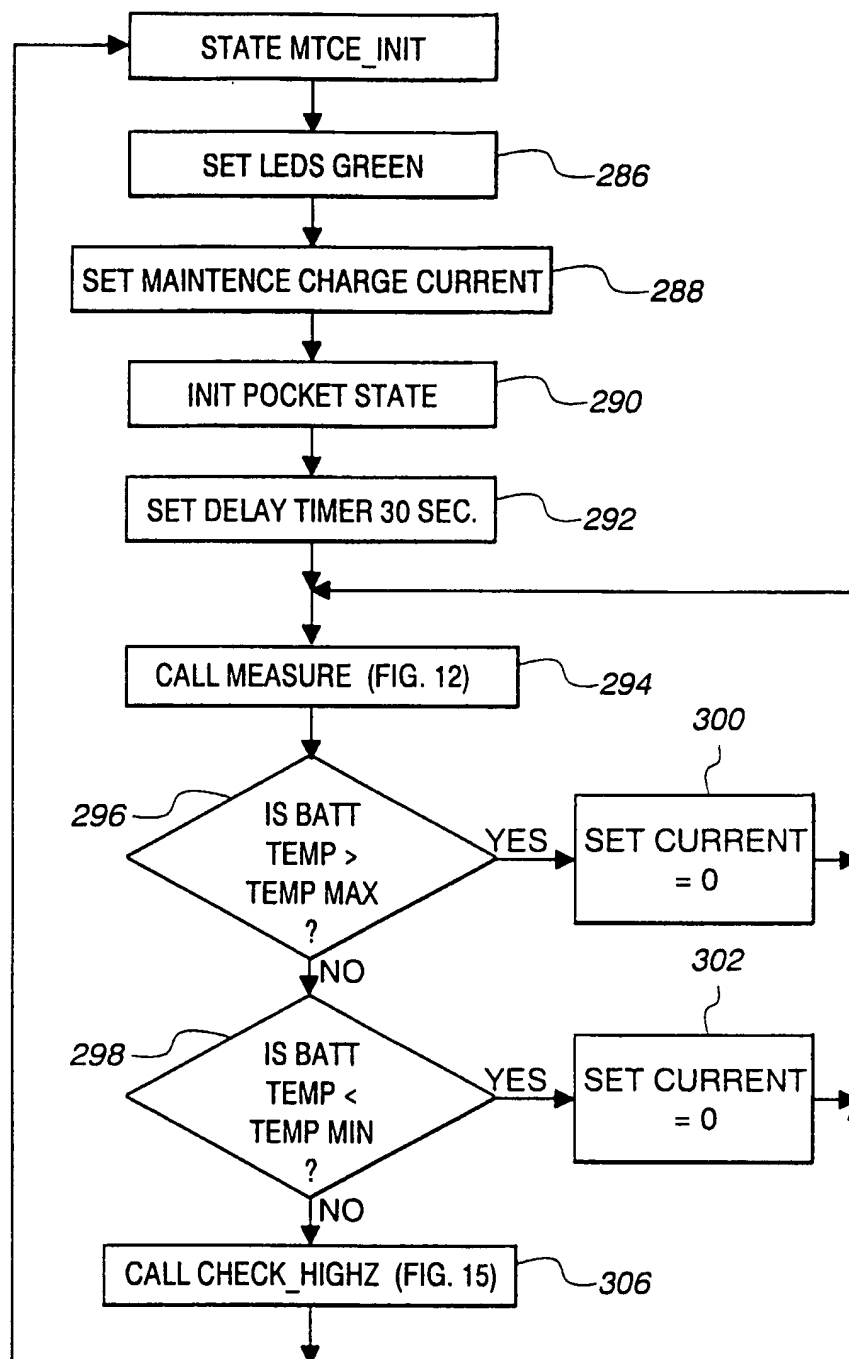 STATE MTCE_INIT
SET LEDS GREEN
286
SET MAINTENCE CHARGE CURRENT
288
INIT POCKET STATE
290
SET DELAY TIMER 30 SEC.
292
CALL MEASURE (FIG. 12)
294
296
IS BATT
TEMP >
TEMP MAX
?
YES
300
SET CURRENT
= 0
NO
298
IS BATT
TEMP <
TEMP MIN
?
YES
302
SET CURRENT
= 0
NO
CALL CHECK_HIGHZ (FIG. 15)
306